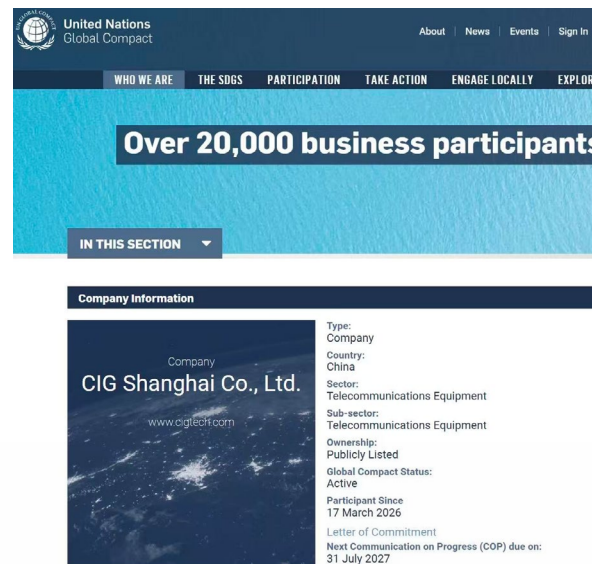 United Nations
Global Compact
About | News | Events | Sign In
WHO WE ARE THE SDGS PARTICIPATION TAKE ACTION ENGAGE LOCALLY EXPLOR
Over 20,000 business participants
IN THIS SECTION
Company Information
Company
CIG Shanghai Co., Ltd.
www.cigtech.com
Type:
Company
Country:
China
Sector:
Telecommunications Equipment
Sub-sector:
Telecommunications Equipment
Ownership:
Publicly Listed
Global Compact Status:
Active
Participant Since
17 March 2026
Letter of Commitment
Next Communication on Progress (COP) due on:
31 July 2027